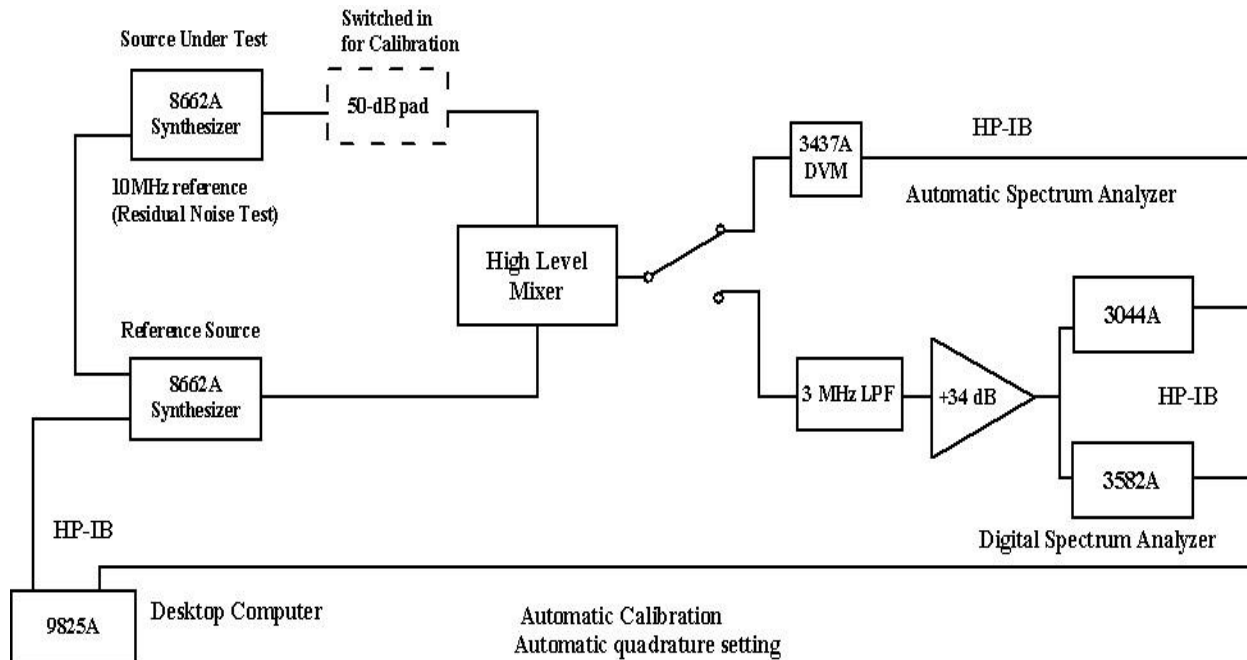 Switched in
for Calibration
Source Under Test
8662A
Synthesizer
50-dB pad
10MHz reference
(Residual Noise Test)
3437A
DVM
HP-IB
Automatic Spectrum Analyzer
High Level
Mixer
Reference Source
8662A
Synthesizer
3044A
3 MHz LPF
+34 dB
HP-IB
3582A
Digital Spectrum Analyzer
HP-IB
9825A
Desktop Computer
Automatic Calibration
Automatic quadrature setting